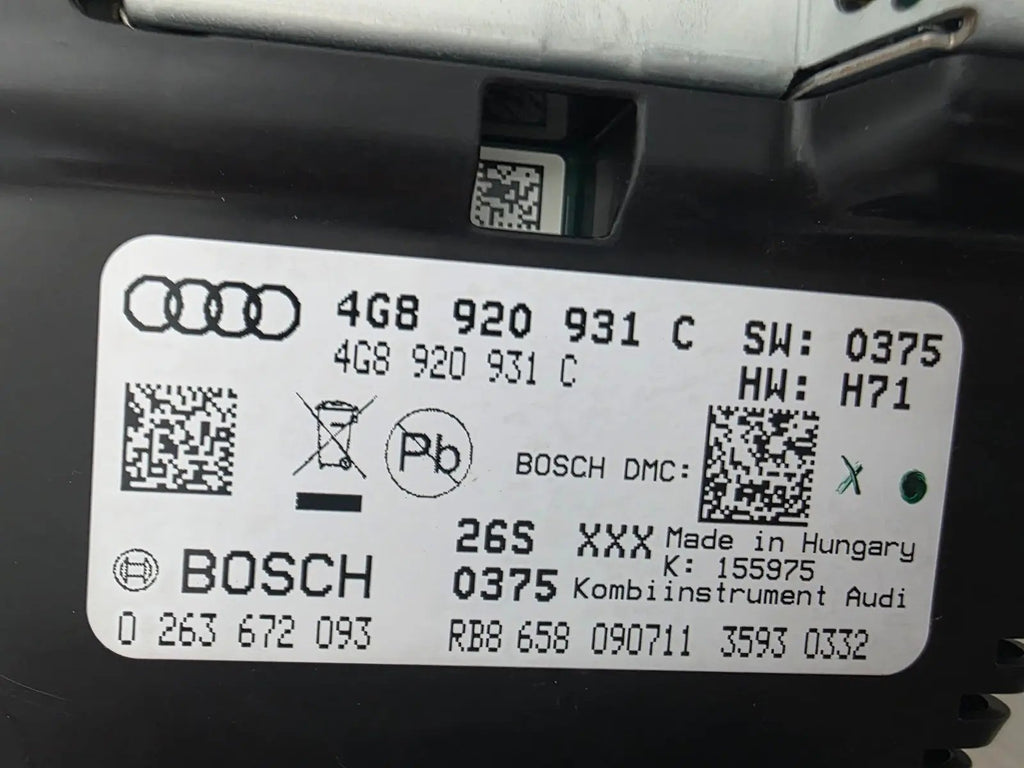 4G8 920 931 C SW: 0375
4G8 920 931 C HW: H71
Pb
BOSCH DMC:
X
26S XXX Made in Hungary
K: 155975
BOSCH 0375 Kombiinstrument Audi
0 263 672 093 RB8 658 090711 3593 0332